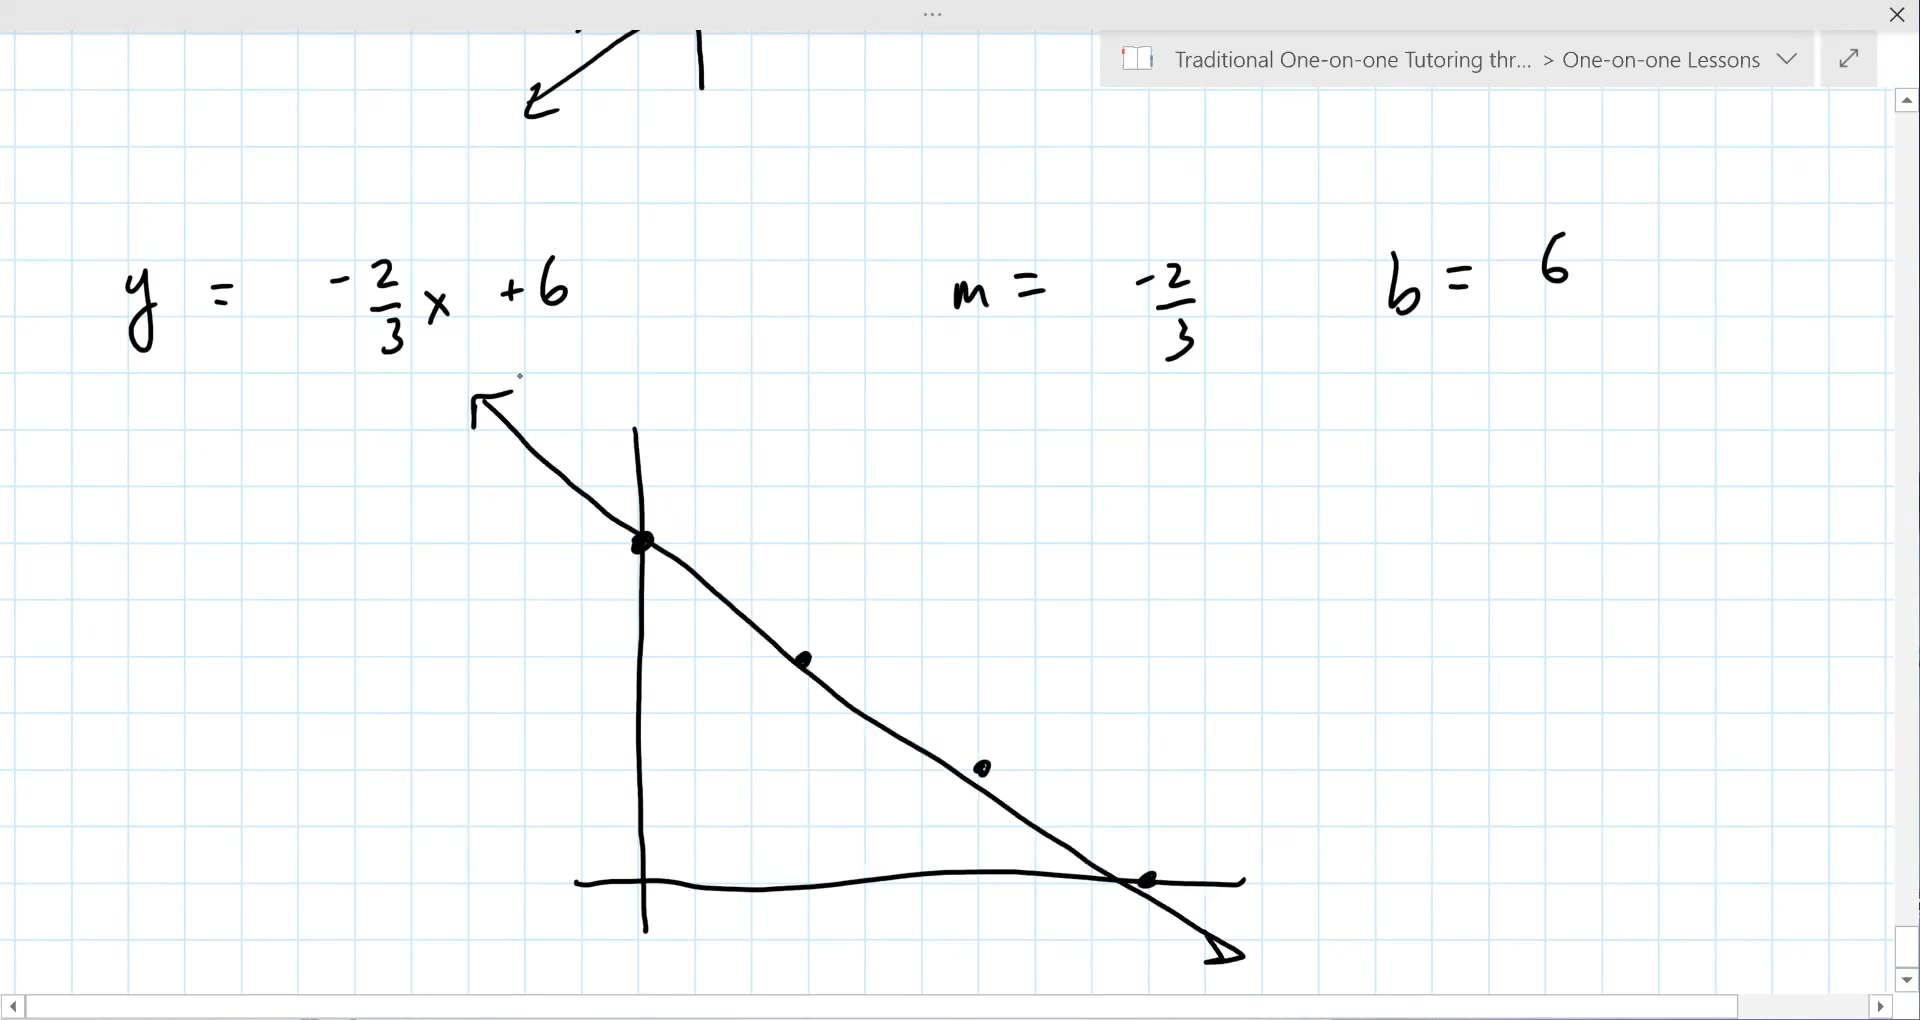 Traditional One-on-one Tutoring thr... > One-on-one Lessons
y = -2/3 x + 6 m = -2/3 b = 6